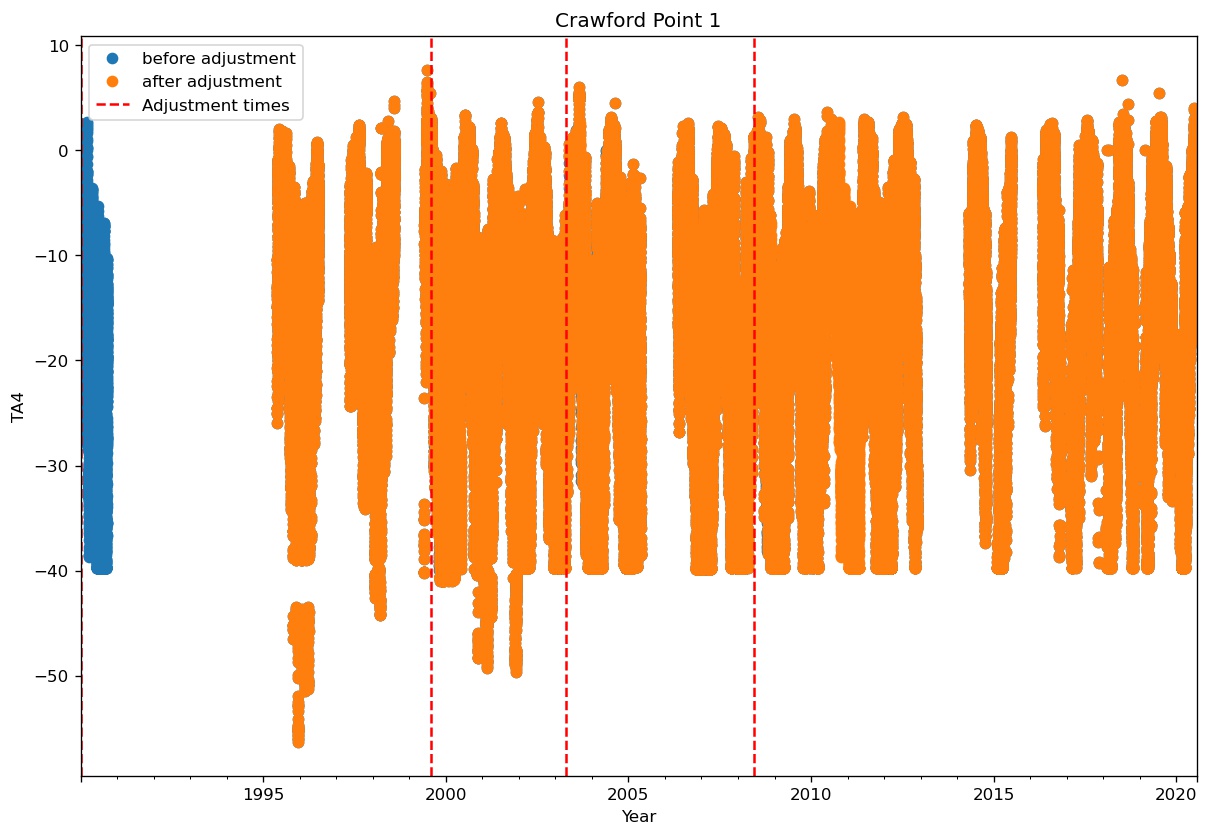 Crawford Point 1
before adjustment
after adjustment
Adjustment times
10
0
−10
−20
−30
−40
−50
TA4
1995 2000 2005 2010 2015 2020
Year